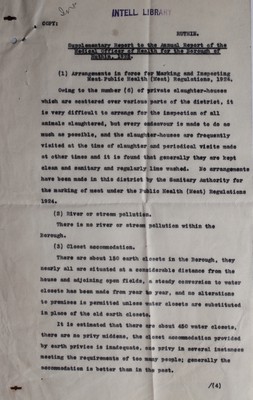 INTELL LIBRARY
COPY:
RUTHIN.
Supplementary Report to the Annual Report of the
Medical Officer of Health for the Borough of
Ruthin,
(1) Arrangements in force for Marking and Inspecting
Meat Public Health (Meat) Regulations, 1924.
Owing to the number (8) of private slaughter-houses
which are scattered over various parts of the district, it
is very difficult to arrange for the inspection of all
animals slaughtered, but every endeavour is made to do as
much as possible, and the slaughter-houses are frequently
visited at the time of slaughter and periodical visits made
at other times and it is found that generally they are kept
clean and sanitary and regularly lime washed. No arrangements
have been made in this district by the Sanitary Authority for
the marking of meat under the Public Health (Meat) Regulations
1924.
(2) River or stream pollution.
There is no river or stream pollution within the
Borough.
(3) Closet accommodation.
There are about 150 earth closets in the Borough, they
nearly all are situated at a considerable distance from the
house and adjoining open fields, a steady conversion to water
closets has been made from year to year, and no alterations
to premises is permitted unless water closets are substituted
in place of the old earth closets.
It is estimated that there are about 450 water closets,
there are no privy middens, the closet accommodation provided
by earth privies is inadequate, one privy in several instances
meeting the requirements of too many people; generally the
accommodation is better than in the past.
/(4)